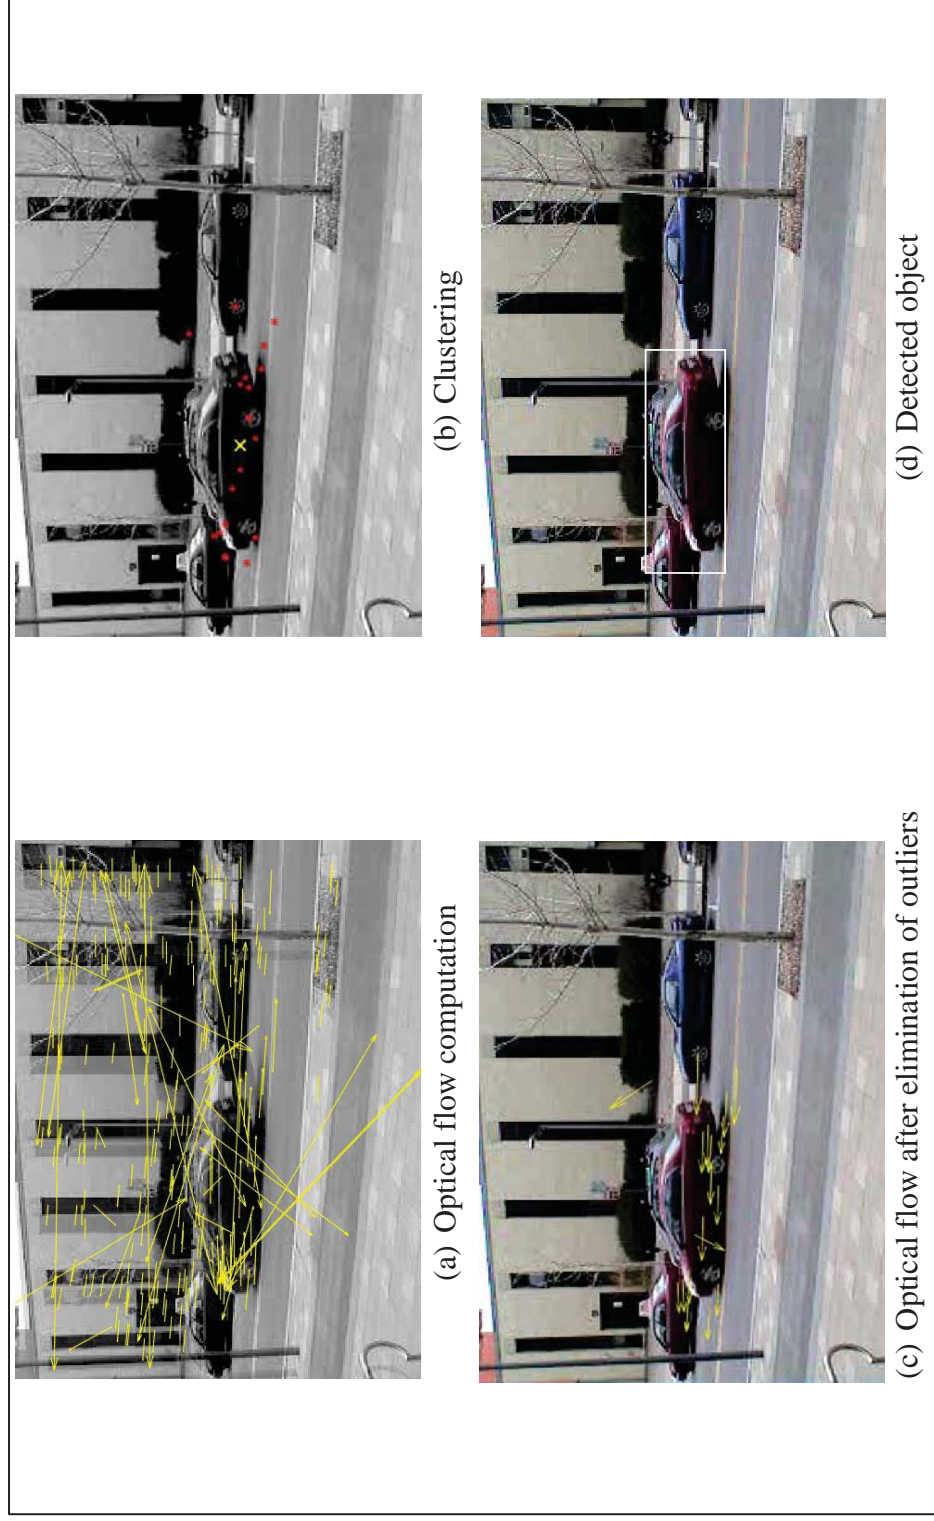 (a) Optical flow computation
(b) Clustering
(c) Optical flow after elimination of outliers
(d) Detected object